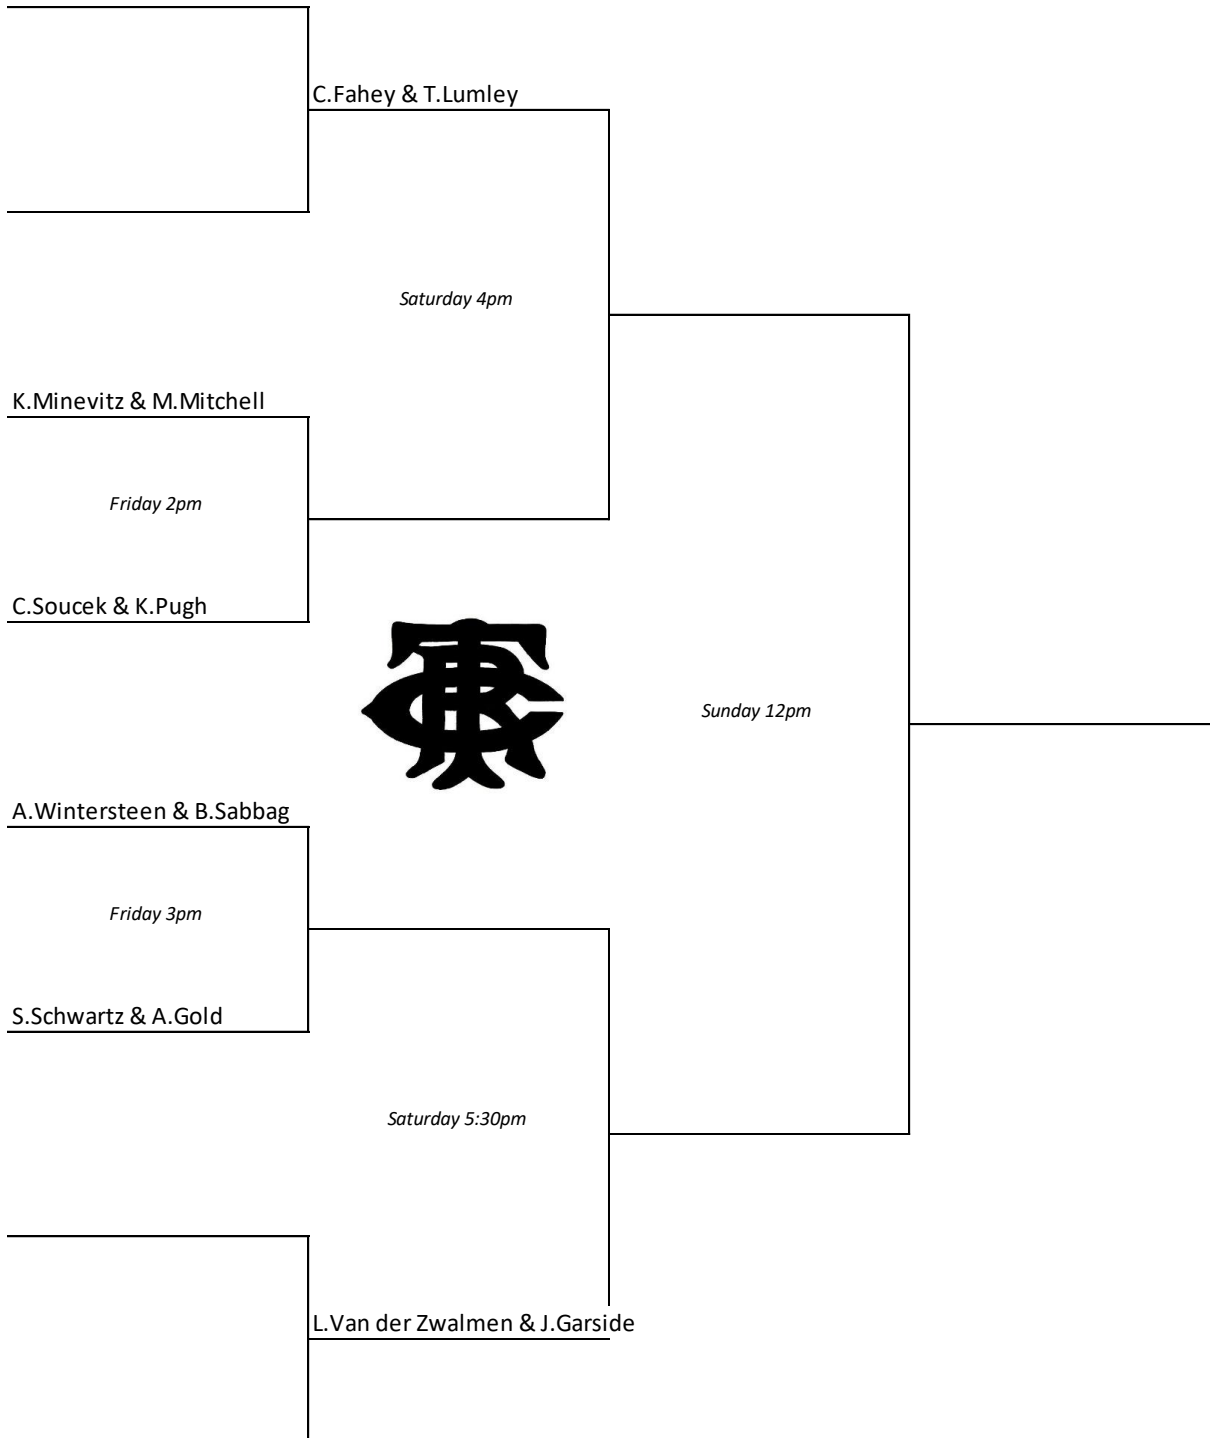 C.Fahey & T.Lumley
Saturday 4pm
K.Minevitz & M.Mitchell
Friday 2pm
C.Soucek & K.Pugh
Sunday 12pm
A.Wintersteen & B.Sabbag
Friday 3pm
S.Schwartz & A.Gold
Saturday 5:30pm
L.Van der Zwalmen & J.Garside